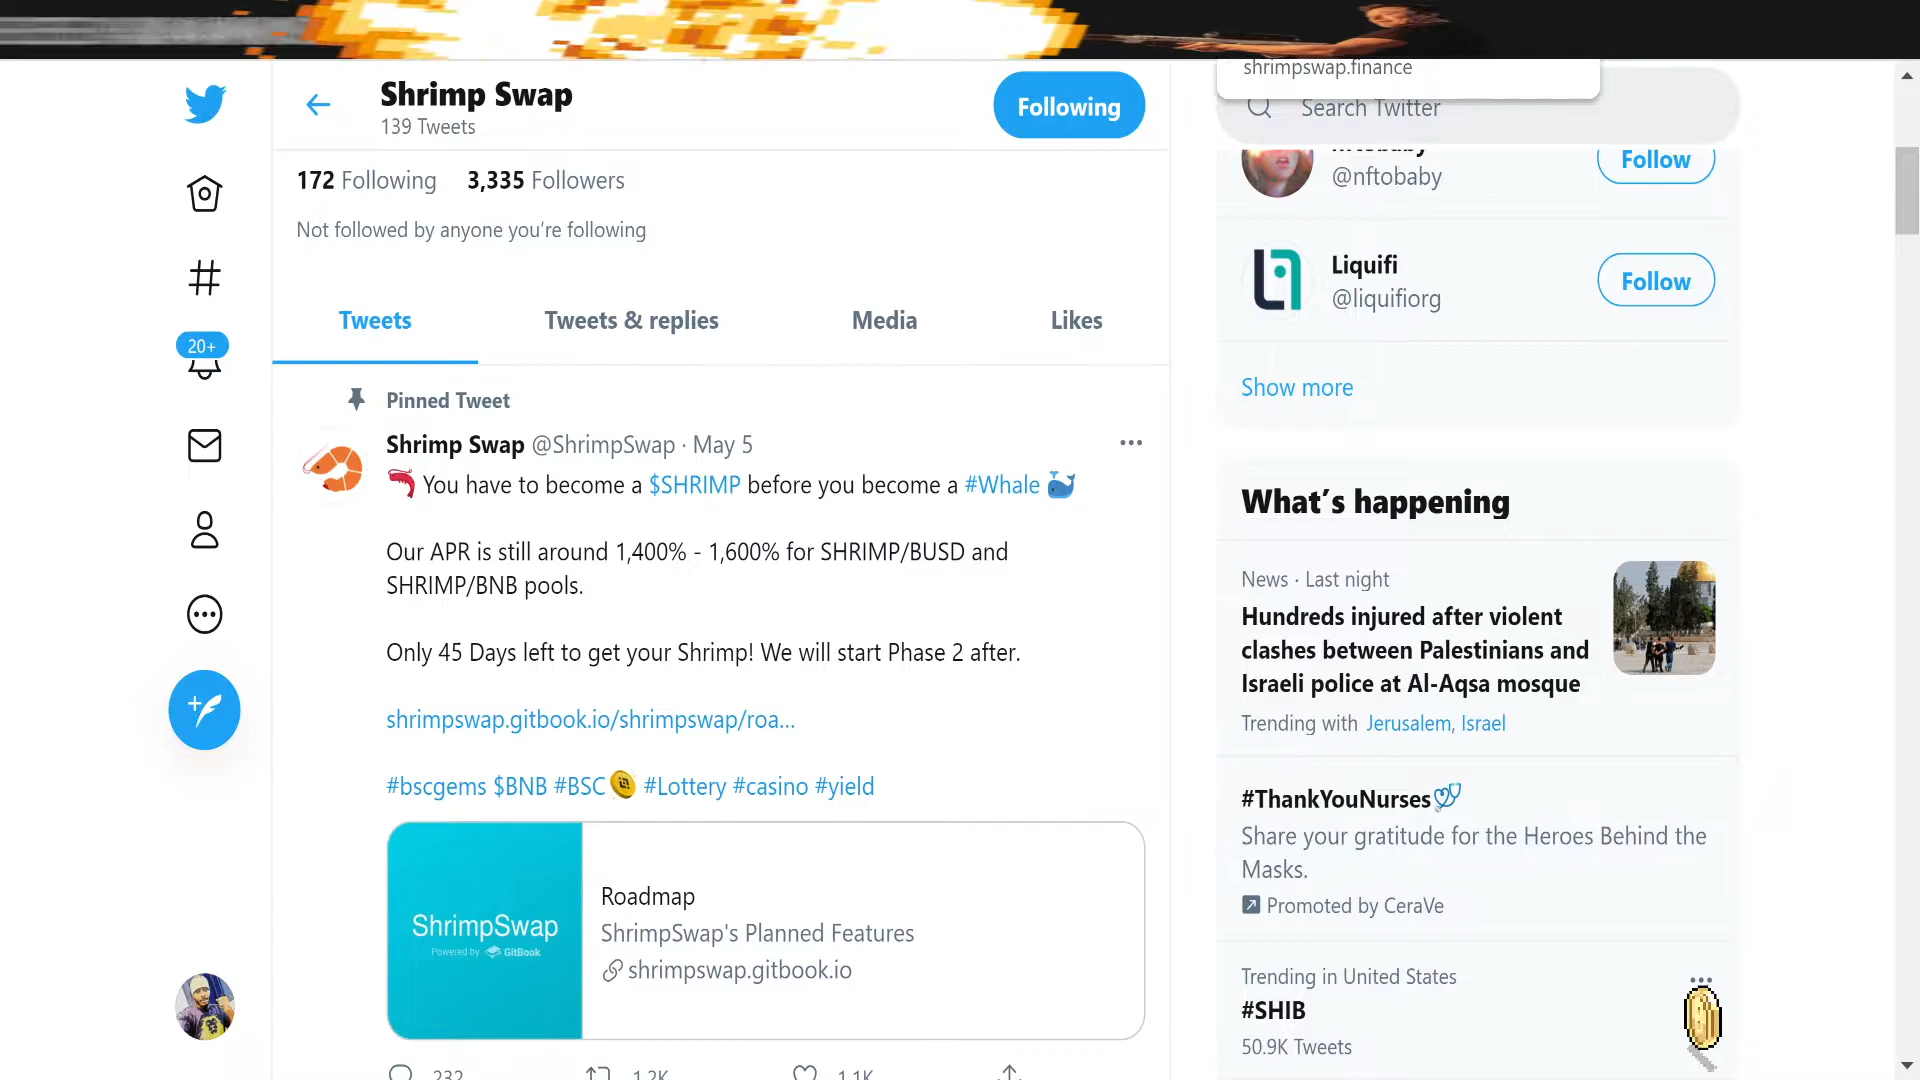 shrimpswap.finance
Shrimp Swap
139 Tweets
Following
Search Twitter
172 Following 3,335 Followers
Not followed by anyone you’re following
Tweets
Tweets & replies
Media
Likes
Pinned Tweet
Shrimp Swap @ShrimpSwap · May 5
You have to become a $SHRIMP before you become a #Whale
Our APR is still around 1,400% - 1,600% for SHRIMP/BUSD and
SHRIMP/BNB pools.
Only 45 Days left to get your Shrimp! We will start Phase 2 after.
shrimpswap.gitbook.io/shrimpswap/roa...
#bscgems $BNB #BSC #Lottery #casino #yield
ShrimpSwap
Powered by GitBook
Roadmap
ShrimpSwap's Planned Features
shrimpswap.gitbook.io
232
1.2K
1.1K
20+
@nftobaby
Follow
Liquifi
@liquifiorg
Follow
Show more
What’s happening
News · Last night
Hundreds injured after violent
clashes between Palestinians and
Israeli police at Al-Aqsa mosque
Trending with Jerusalem, Israel
#ThankYouNurses
Share your gratitude for the Heroes Behind the
Masks.
Promoted by CeraVe
Trending in United States
#SHIB
50.9K Tweets